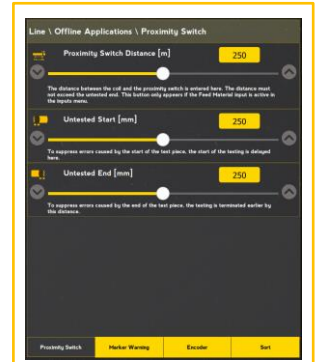 Line \ Offline Applications \ Proximity Switch
Proximity Switch Distance [m]
250
The distance between the coil and the proximity switch is entered here. The distance must
not exceed the untested end. This button only appears if the Feed Material input is active in
the inputs menu.
Untested Start [mm]
250
To suppress errors caused by the start of the test piece, the start of the testing is delayed
here.
Untested End [mm]
250
To suppress errors caused by the end of the test piece, the testing is terminated earlier by
this distance.
Proximity Switch
Marker Warning
Encoder
Sort